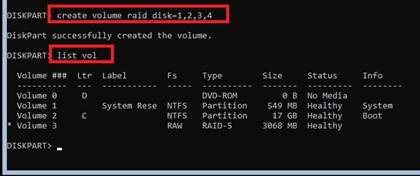 DISKPART> create volume raid disk=1,2,3,4
DiskPart successfully created the volume.
DISKPART> list vol
Volume ### Ltr Label Fs Type Size Status Info
---------- --- ----------- ----- ---------- ------- --------- --------
Volume 0 D DVD-ROM 0 B No Media
Volume 1 System Rese NTFS Partition 549 MB Healthy System
Volume 2 C NTFS Partition 17 GB Healthy Boot
* Volume 3 RAW RAID-5 3068 MB Healthy
DISKPART> _